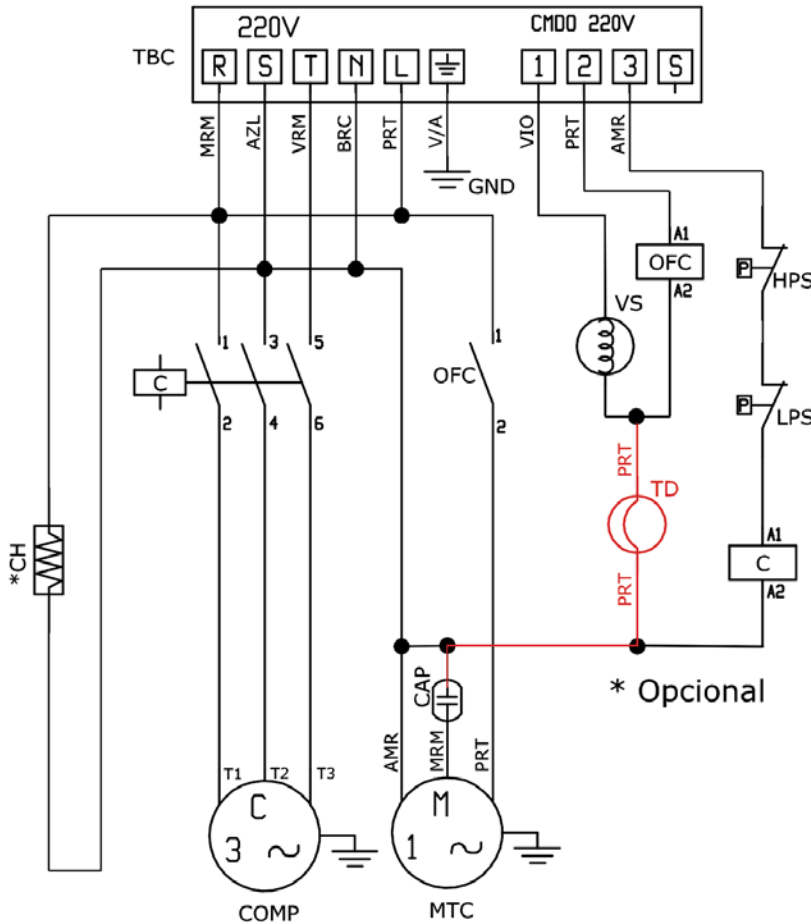 220V CMDO 220V
TBC R S T N L 1 2 3 S
MRM AZL VRM BRC PRT V/A VIO PRT AMR
GND
A1
OFC
A2
P HPS
VS
1 3 5
1
C
OFC
2 4 6
2
P LPS
PRT
TD
*CH
A1
C
A2
PRT
CAP
* Opcional
AMR MRM PRT
T1 T2 T3
C
3 ~
M
1 ~
COMP MTC